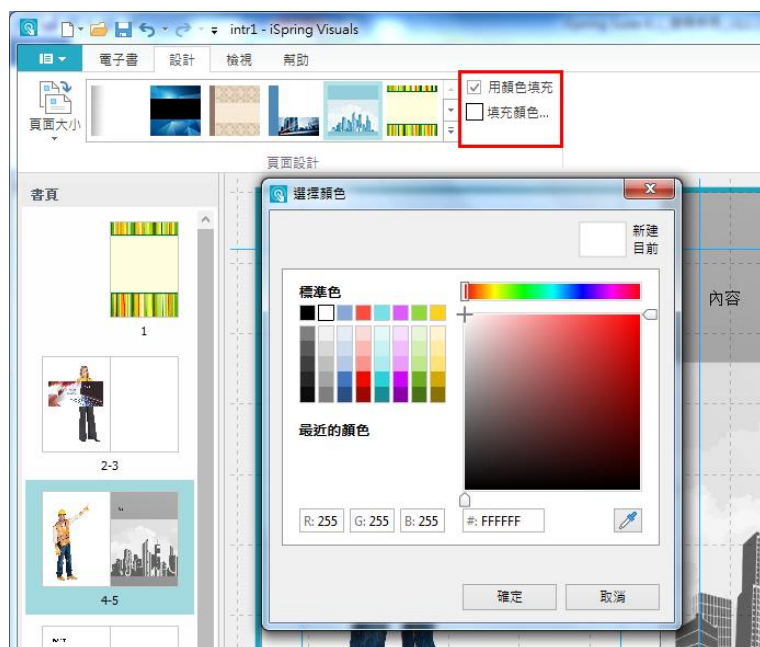 intr1 - iSpring Visuals
電子書 設計 檢視 幫助
用顏色填充
填充顏色...
頁面大小
頁面設計
書頁
選擇顏色
新建
目前
標準色
內容
1
最近的顏色
2-3
R: 255 G: 255 B: 255 #: FFFFFF
確定 取消
4-5